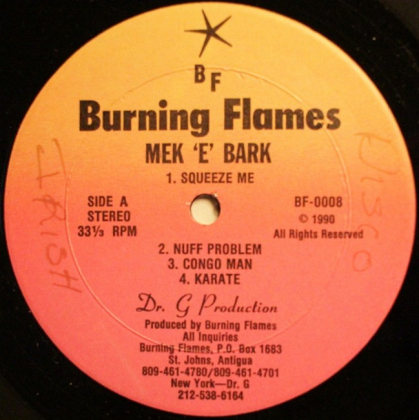 B F
Burning Flames
MEK 'E' BARK
1. SQUEEZE ME
SIDE A
STEREO
33⅓ RPM
BF-0008
© 1990
All Rights Reserved
2. NUFF PROBLEM
3. CONGO MAN
4. KARATE
Dr. G Production
Produced by Burning Flames
All Inquiries
Burning Flames, P.O. Box 1683
St. Johns, Antigua
809-461-4780/809-461-4701
New York—Dr. G
212-538-6164
IRISH
DISCO